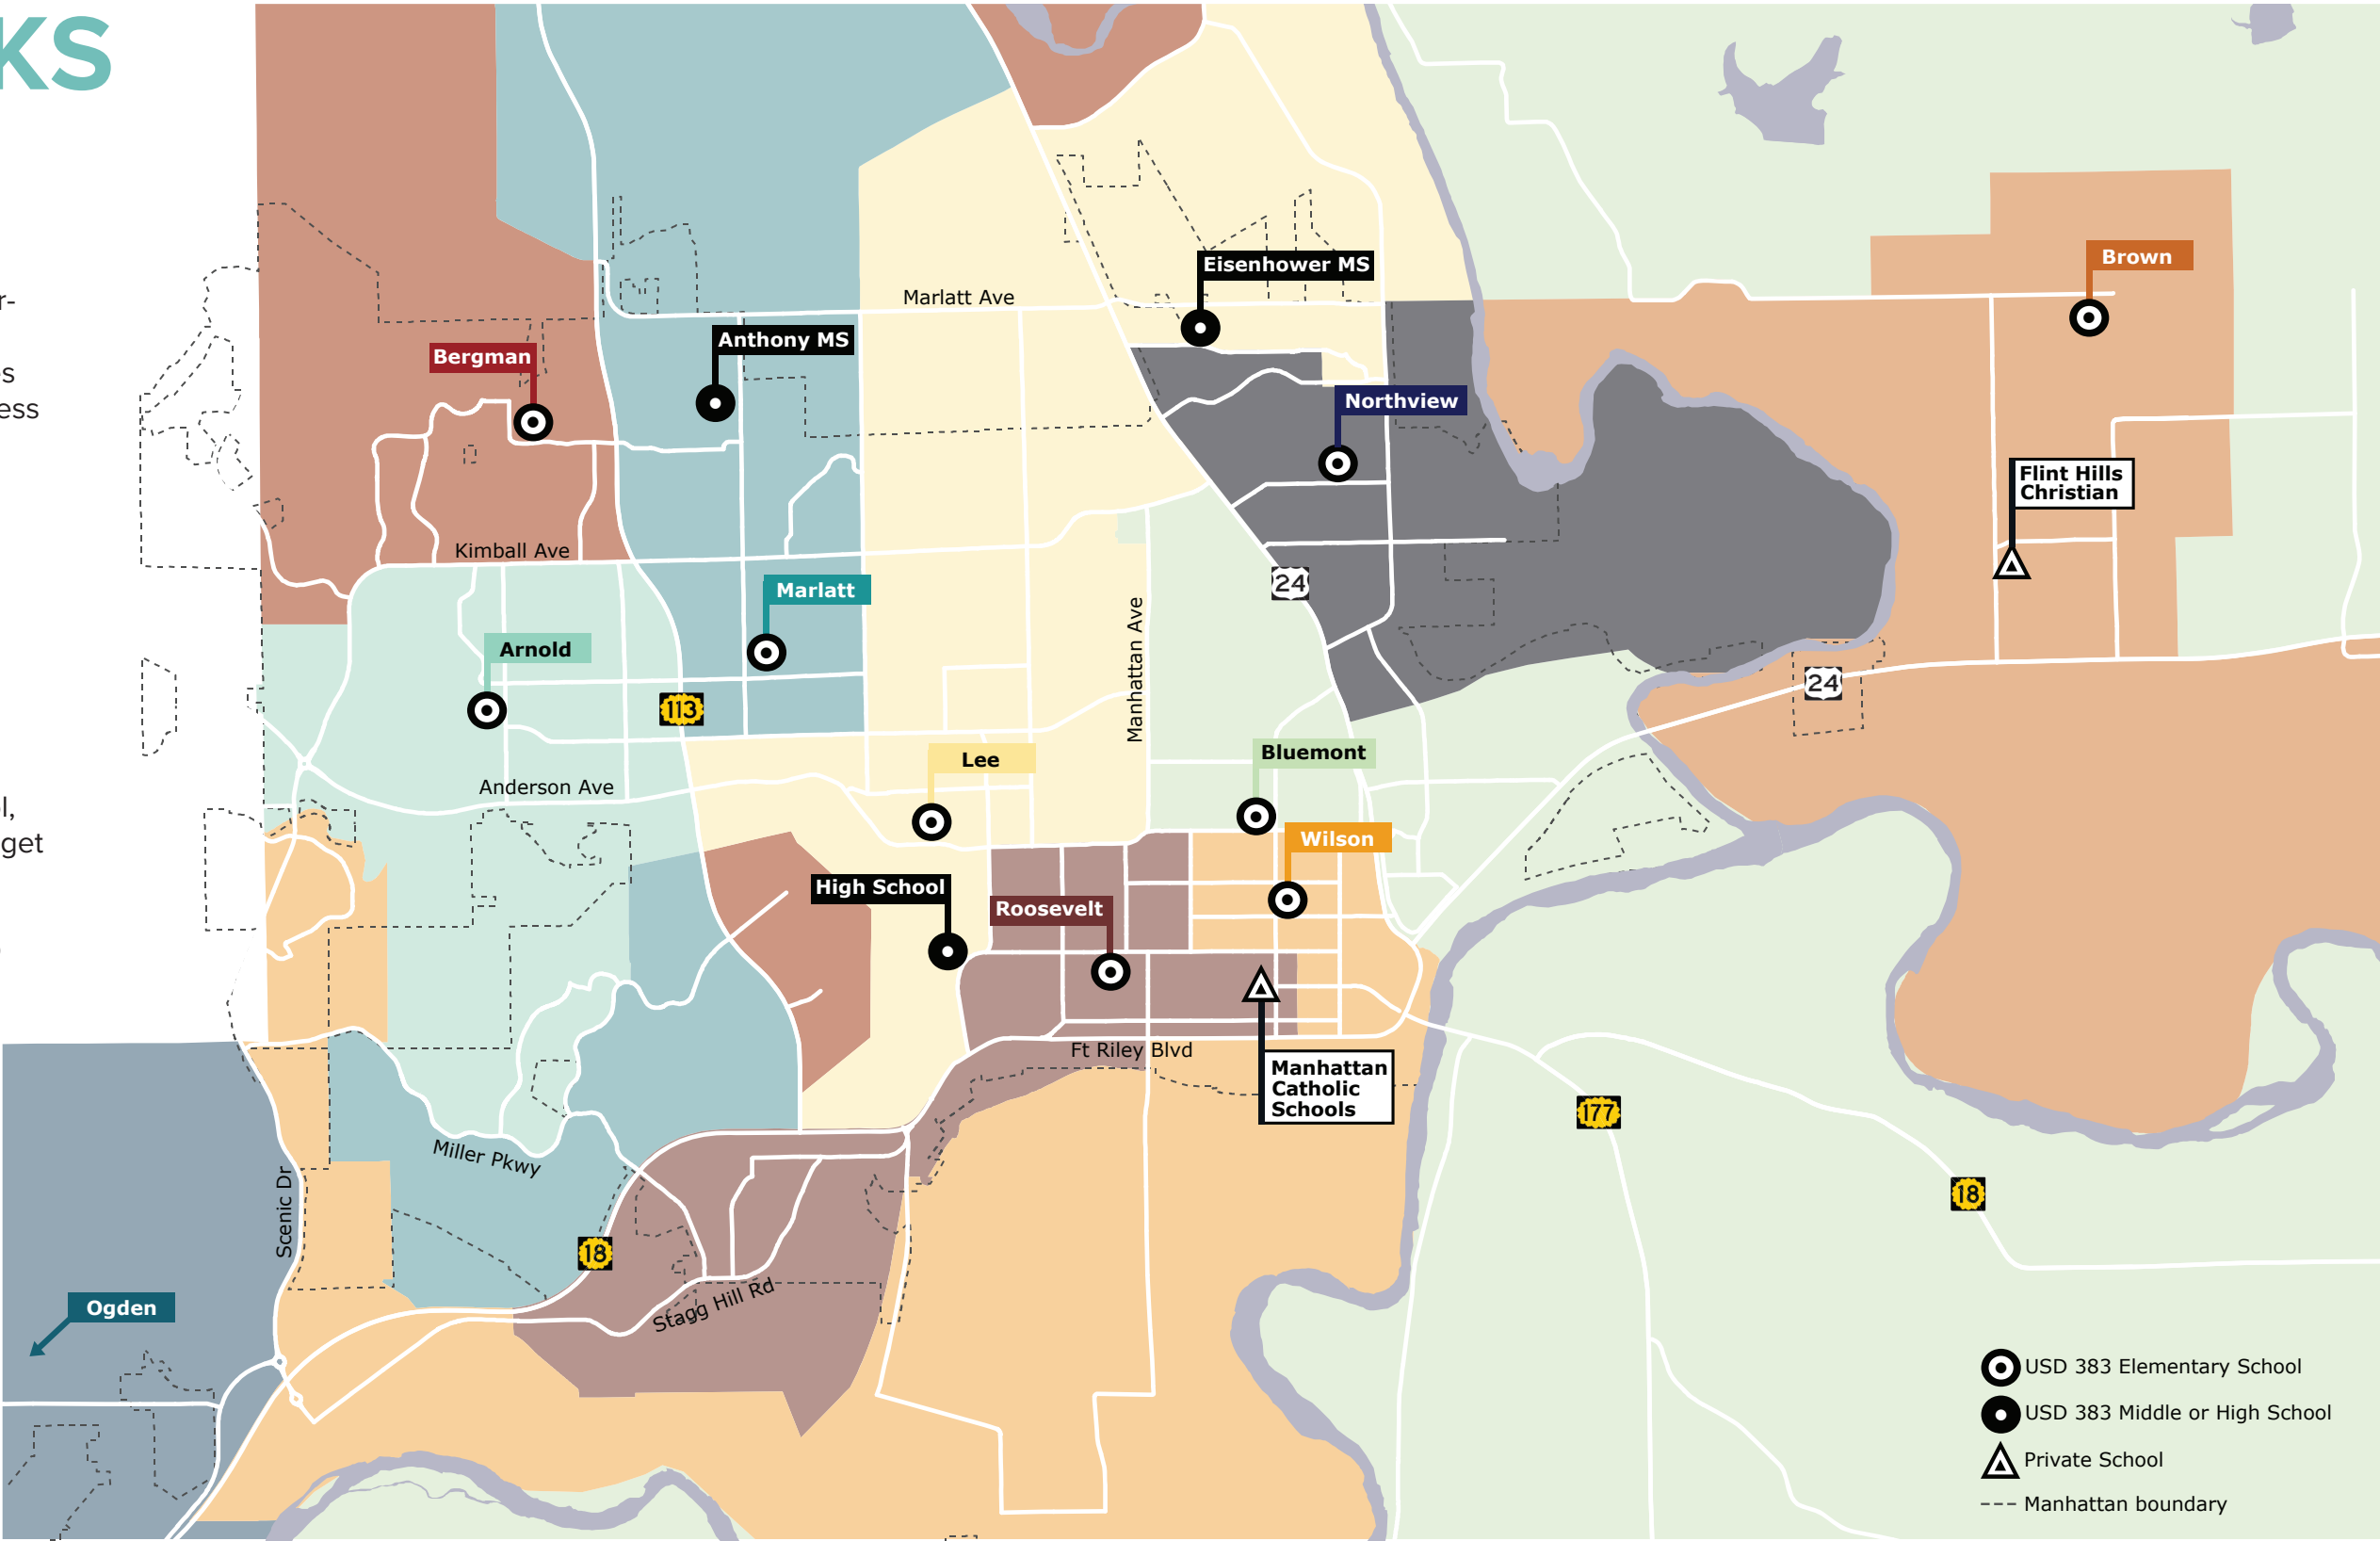 KS
r-
s
ess
l,
get
Marlatt Ave
Eisenhower MS
Brown
Anthony MS
Bergman
Northview
Flint Hills
Christian
Kimball Ave
24
Marlatt
Manhattan Ave
Arnold
24
113
Lee
Bluemont
Anderson Ave
Wilson
High School
Roosevelt
Ft Riley Blvd
Manhattan
Catholic
Schools
177
Miller Pkwy
Scenic Dr
18
18
Stagg Hill Rd
Ogden
USD 383 Elementary School
USD 383 Middle or High School
Private School
Manhattan boundary